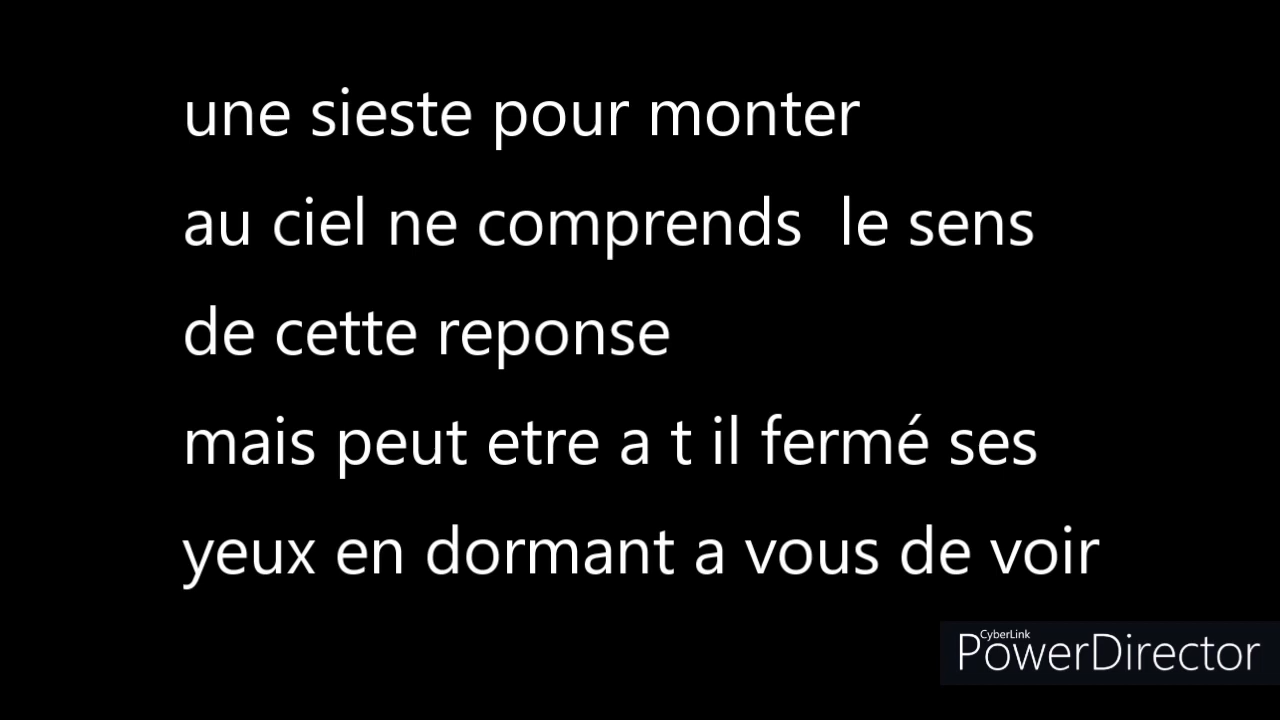 une sieste pour monter
au ciel ne comprends  le sens
de cette reponse
mais peut etre a t il fermé ses
yeux en dormant a vous de voir
CyberLink
PowerDirector